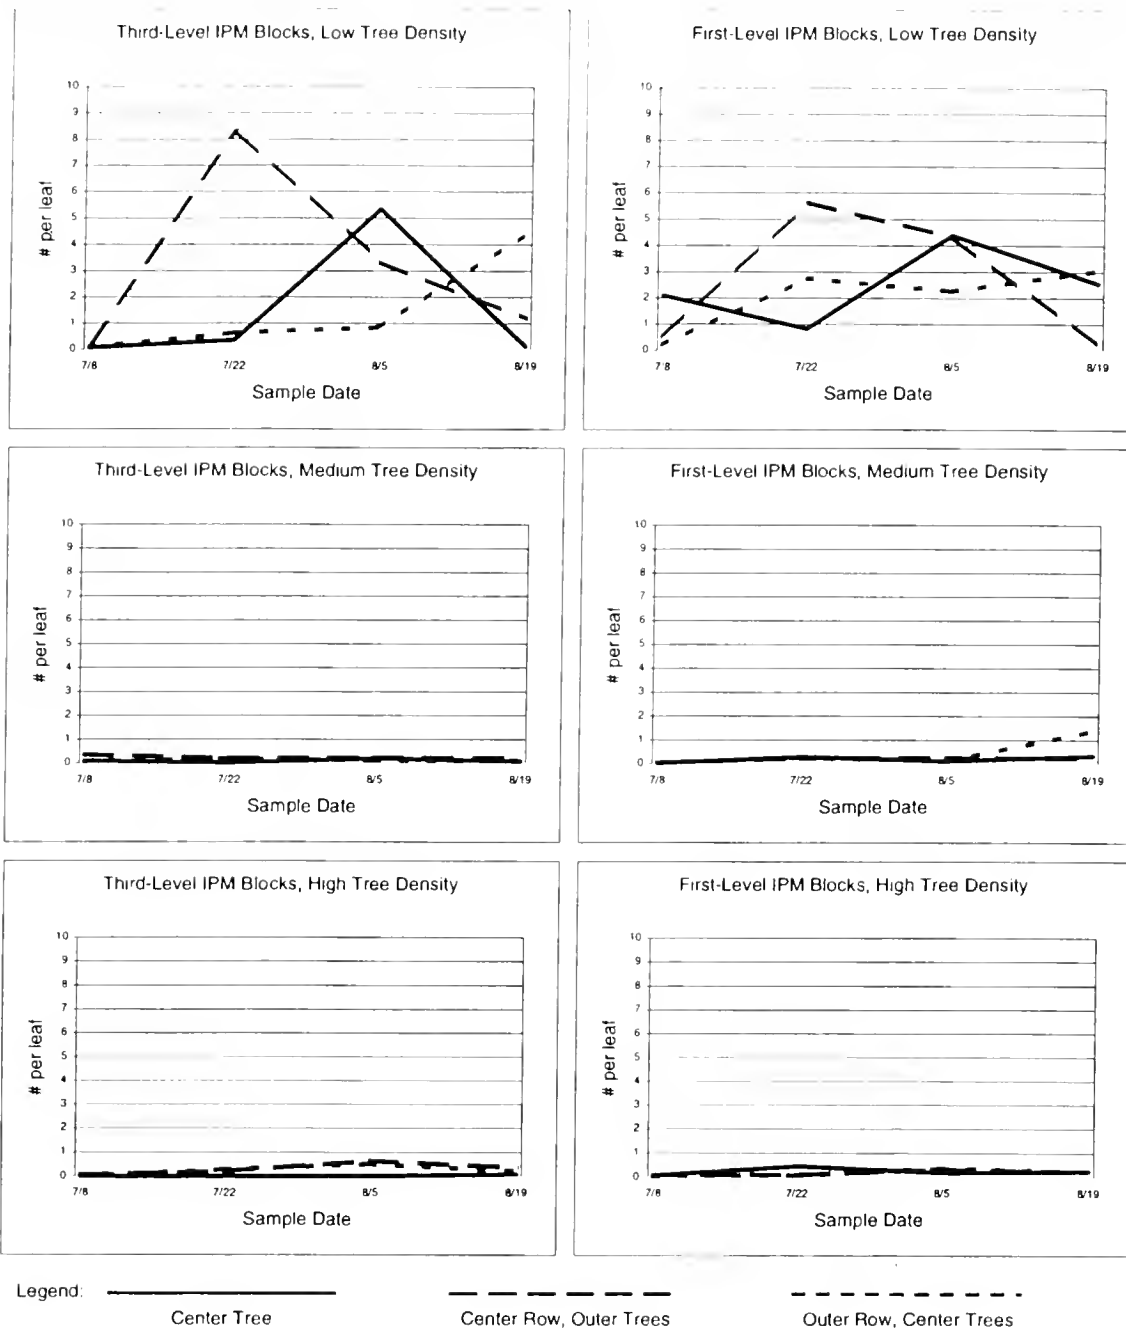 Third-Level IPM Blocks, Low Tree Density
10
9
8
7
6
5
4
3
2
1
0
# per leaf
7/8 7/22 8/5 8/19
Sample Date
First-Level IPM Blocks, Low Tree Density
10
9
8
7
6
5
4
3
2
1
0
# per leaf
7/8 7/22 8/5 8/19
Sample Date
Third-Level IPM Blocks, Medium Tree Density
10
9
8
7
6
5
4
3
2
1
0
# per leaf
7/8 7/22 8/5 8/19
Sample Date
First-Level IPM Blocks, Medium Tree Density
10
9
8
7
6
5
4
3
2
1
0
# per leaf
7/8 7/22 8/5 8/19
Sample Date
Third-Level IPM Blocks, High Tree Density
10
9
8
7
6
5
4
3
2
1
0
# per leaf
7/8 7/22 8/5 8/19
Sample Date
First-Level IPM Blocks, High Tree Density
10
9
8
7
6
5
4
3
2
1
0
# per leaf
7/8 7/22 8/5 8/19
Sample Date
Legend:
Center Tree
Center Row, Outer Trees
Outer Row, Center Trees